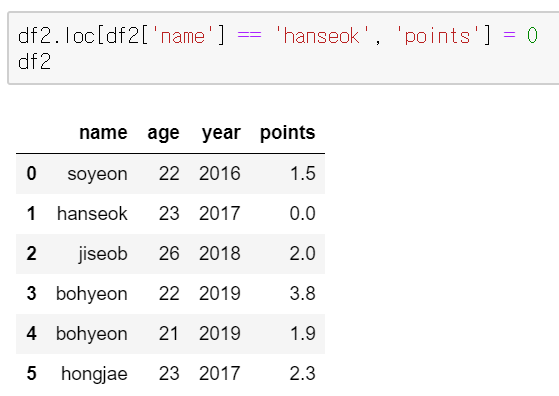 df2.loc[df2['name'] == 'hanseok', 'points'] = 0
df2
name age year points
0 soyeon 22 2016 1.5
1 hanseok 23 2017 0.0
2 jiseob 26 2018 2.0
3 bohyeon 22 2019 3.8
4 bohyeon 21 2019 1.9
5 hongjae 23 2017 2.3